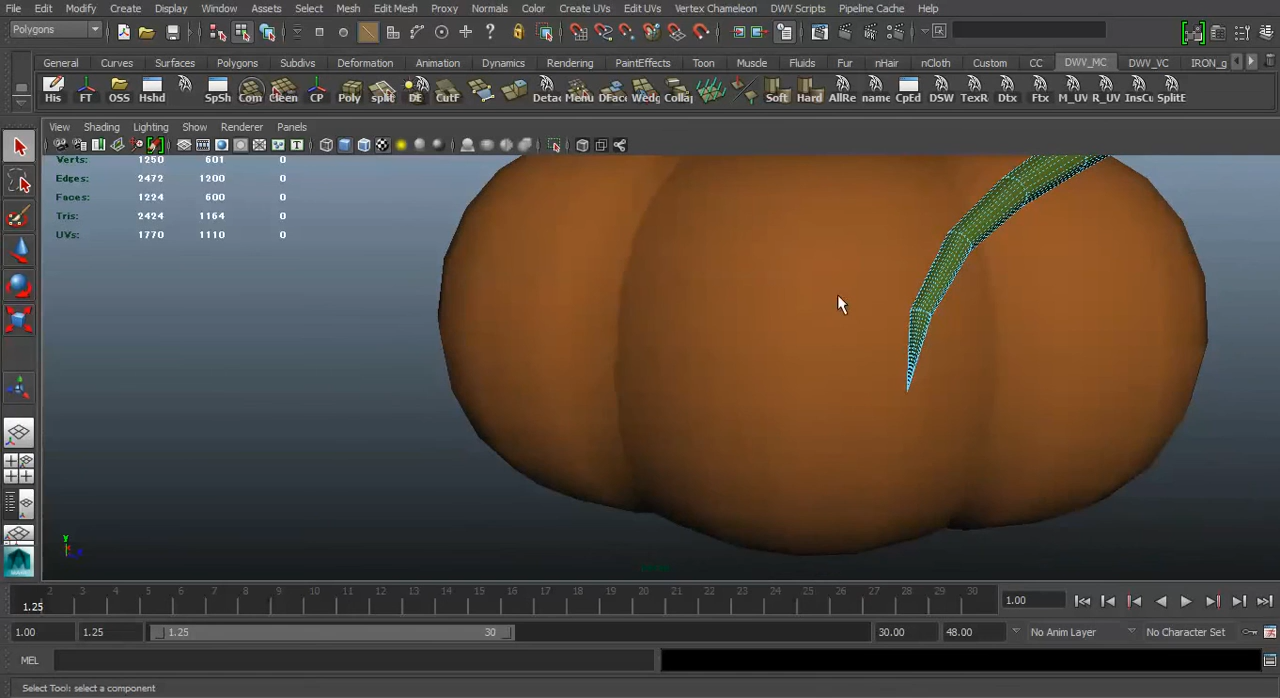 File Edit Modify Create Display Window Assets Select Mesh Edit Mesh Proxy Normals Color Create UVs Edit UVs Vertex Chameleon DWV Scripts Pipeline Cache Help
Polygons
General Curves Surfaces Polygons Subdivs Deformation Animation Dynamics Rendering PaintEffects Toon Muscle Fluids Fur nHair nCloth Custom CC DWV_MC DWV_VC IRON_g
His FT OSS Hshd SpSh Com Cleen CP Poly split DE CutF Detac Menu DFace Wedg Collap Soft Hard AllRe name CpEd DSW TexR Dtx Ftx M_UV R_UV InsCu SplitE
View Shading Lighting Show Renderer Panels
Verts: 1250 601 0
Edges: 2472 1200 0
Faces: 1224 600 0
Tris: 2424 1164 0
UVs: 1770 1110 0
2 3 4 5 6 7 8 9 10 11 12 13 14 15 16 17 18 19 20 21 22 23 24 25 26 27 28 29 30
1.25
1.00
1.00 1.25 1.25 30 30.00 48.00 No Anim Layer No Character Set
MEL
Select Tool: select a component